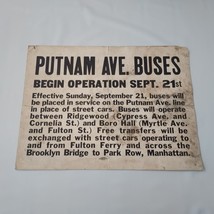 PUTNAM AVE. BUSES
BEGIN OPERATION SEPT. 21st
Effective Sunday, September 21, buses will
be placed in service on the Putnam Ave. line
in place of street cars. Buses will operate
between Ridgewood (Cypress Ave. and
Cornelia St.) and Boro Hall (Myrtle Ave.
and Fulton St.) Free transfers will be
exchanged with street cars operating to
and from Fulton Ferry and across the
Brooklyn Bridge to Park Row, Manhattan.